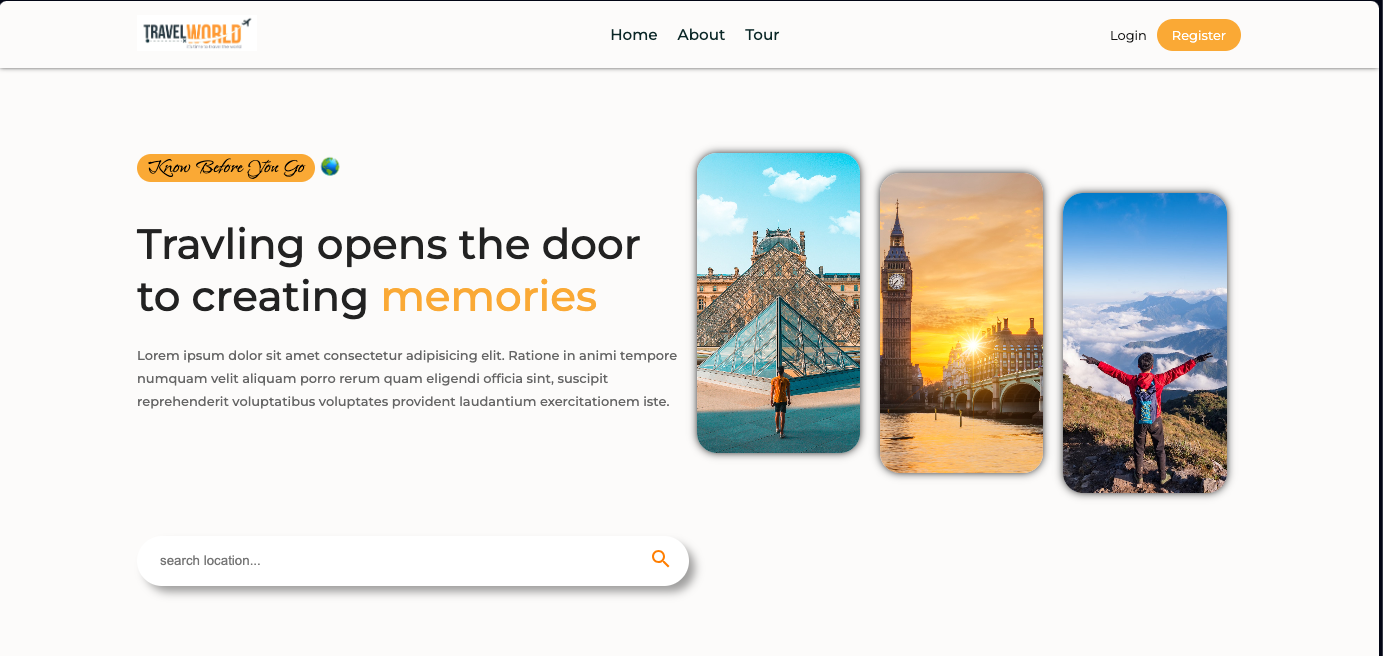 TRAVELWORLD
Home About Tour
Login Register
Know Before You Go
Travling opens the door
to creating memories
Lorem ipsum dolor sit amet consectetur adipisicing elit. Ratione in animi tempore
numquam velit aliquam porro rerum quam eligendi officia sint, suscipit
reprehenderit voluptatibus voluptates provident laudantium exercitationem iste.
search location...